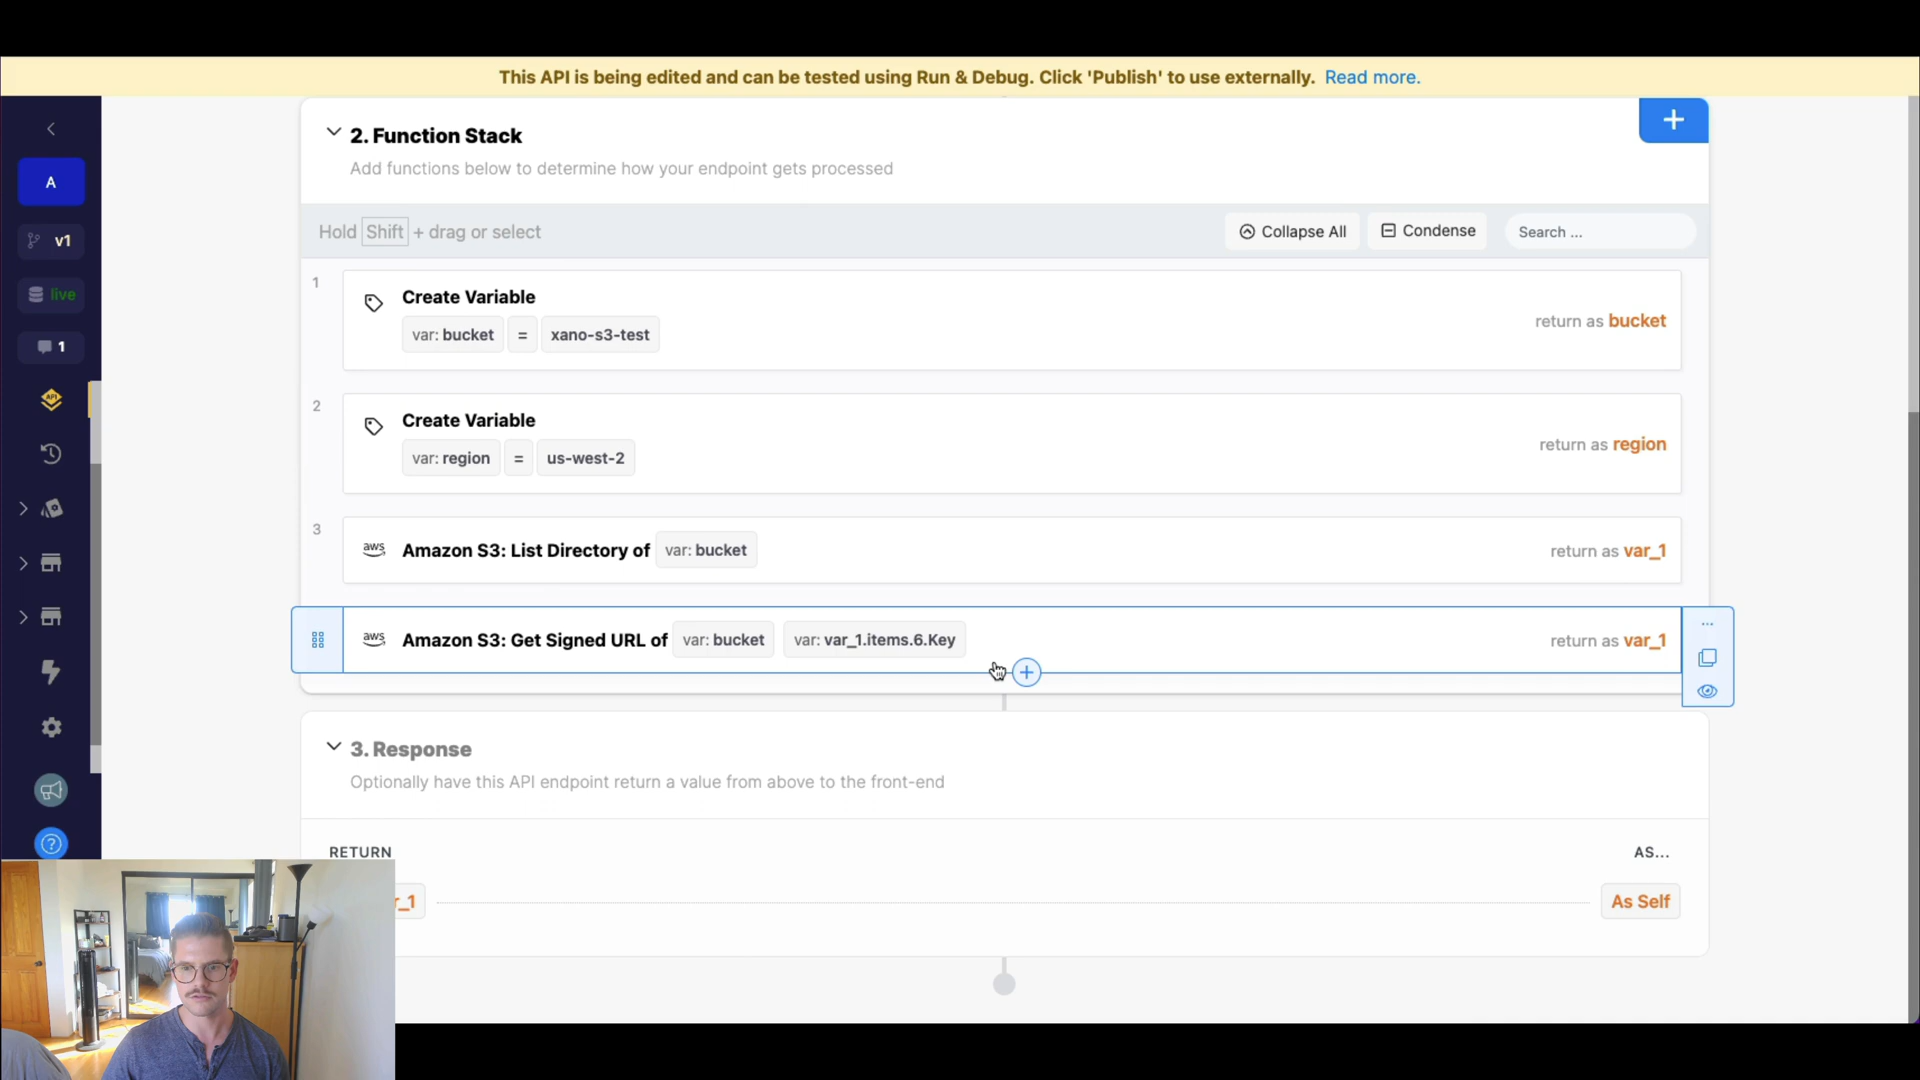 This API is being edited and can be tested using Run & Debug. Click 'Publish' to use externally. Read more.
A
v1
live
1
API
2. Function Stack
Add functions below to determine how your endpoint gets processed
Hold Shift + drag or select
Collapse All
Condense
Search ...
1
Create Variable
var: bucket = xano-s3-test
return as bucket
2
Create Variable
var: region = us-west-2
return as region
3
aws Amazon S3: List Directory of var: bucket
return as var_1
aws Amazon S3: Get Signed URL of var: bucket var: var_1.items.6.Key
return as var_1
3. Response
Optionally have this API endpoint return a value from above to the front-end
RETURN
AS...
r_1
As Self